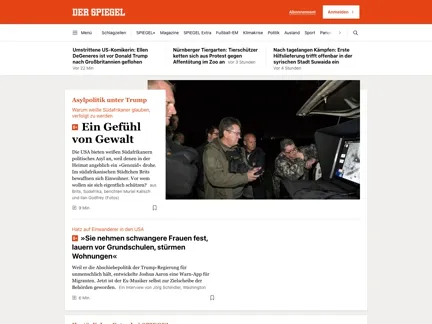 DER SPIEGEL
Abonnement
Anmelden
Menü
Schlagzeilen
SPIEGEL+
Magazine
SPIEGEL Extra
Fußball-EM
Klimakrise
Politik
Ausland
Sport
Umstrittene US-Komikerin: Ellen
DeGeneres ist vor Donald Trump
nach Großbritannien geflohen
Vor 22 Min
Nürnberger Tiergarten: Tierschützer
ketten sich aus Protest gegen
Affentötung im Zoo an Vor 3 Stunden
Nach tagelangen Kämpfen: Erste
Hilfslieferung trifft offenbar in der
syrischen Stadt Suwaida ein
Vor 4 Stunden
Asylpolitik unter Trump
Warum weiße Südafrikaner glauben,
verfolgt zu werden
Ein Gefühl
von Gewalt
Die USA bieten weißen Südafrikanern
politisches Asyl an, weil denen in der
Heimat angeblich ein »Genozid« drohe.
Im südafrikanischen Städtchen Brits
bewaffnen sich Einwohner. Vor wem
wollen sie sich eigentlich schützen? Aus
Brits, Südafrika, berichten Muriel Kalisch
und Ilan Godfrey (Fotos)
9 Min
Hatz auf Einwanderer in den USA
»Sie nehmen schwangere Frauen fest,
lauern vor Grundschulen, stürmen
Wohnungen«
Weil er die Abschiebepolitik der Trump-Regierung für
unmenschlich hält, entwickelte Joshua Aaron eine Warn-App für
Migranten. Jetzt ist der Ex-Musiker selbst zur Zielscheibe der
Behörden geworden. Ein Interview von Jörg Schindler, Washington
6 Min